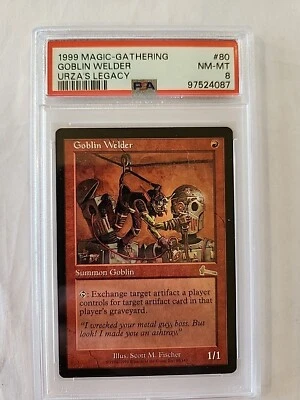 1999 MAGIC-GATHERING #80
GOBLIN WELDER NM-MT
URZA'S LEGACY 8
PSA 97524087
Goblin Welder
Summon Goblin
: Exchange target artifact a player
controls for target artifact card in that
player's graveyard.
"I wrecked your metal guy, boss. But
look! I made you an ashtray."
Illus. Scott M. Fischer
1/1